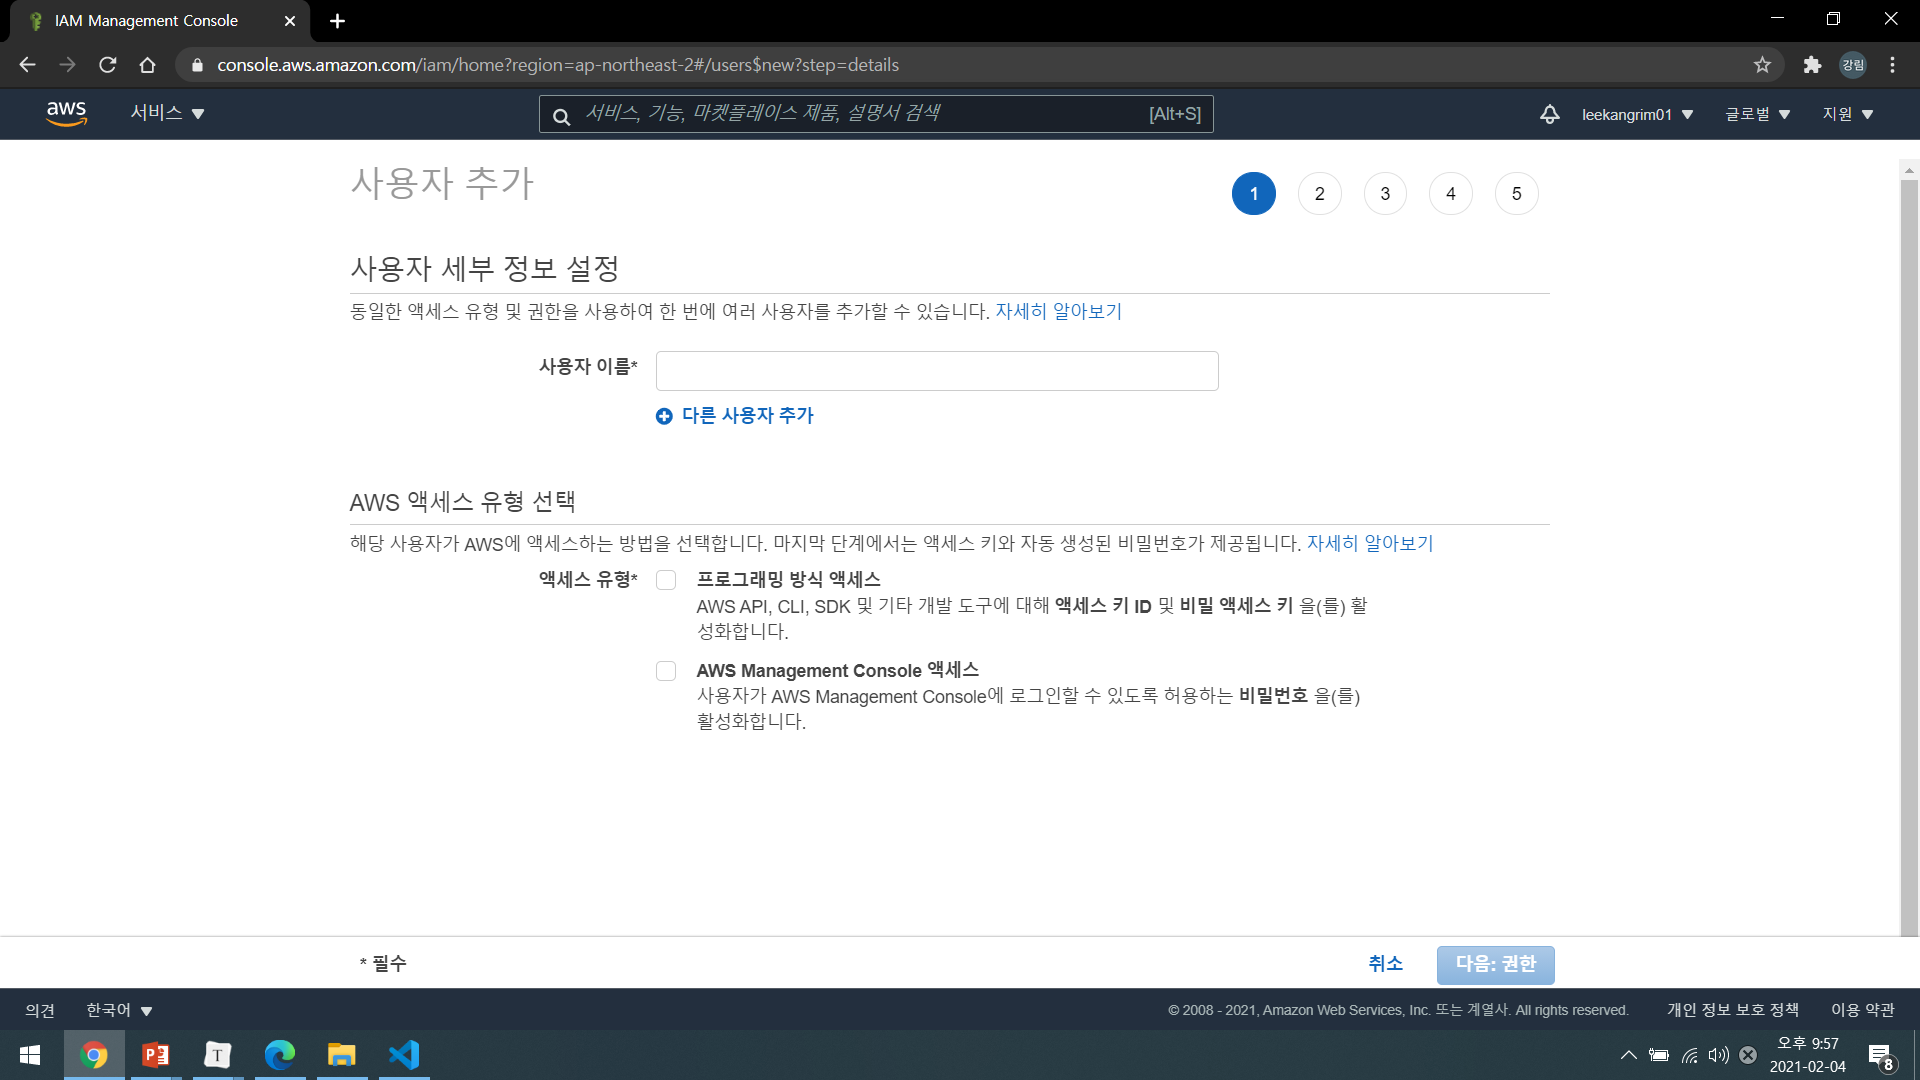 IAM Management Console
console.aws.amazon.com/iam/home?region=ap-northeast-2#/users$new?step=details
강림
aws
서비스
서비스, 기능, 마켓플레이스 제품, 설명서 검색
[Alt+S]
leekangrim01
글로벌
지원
사용자 추가
1 2 3 4 5
사용자 세부 정보 설정
동일한 액세스 유형 및 권한을 사용하여 한 번에 여러 사용자를 추가할 수 있습니다. 자세히 알아보기
사용자 이름*
다른 사용자 추가
AWS 액세스 유형 선택
해당 사용자가 AWS에 액세스하는 방법을 선택합니다. 마지막 단계에서는 액세스 키와 자동 생성된 비밀번호가 제공됩니다. 자세히 알아보기
액세스 유형*
프로그래밍 방식 액세스
AWS API, CLI, SDK 및 기타 개발 도구에 대해 액세스 키 ID 및 비밀 액세스 키 을(를) 활
성화합니다.
AWS Management Console 액세스
사용자가 AWS Management Console에 로그인할 수 있도록 허용하는 비밀번호 을(를)
활성화합니다.
* 필수
취소
다음: 권한
의견
한국어
© 2008 - 2021, Amazon Web Services, Inc. 또는 계열사. All rights reserved.
개인 정보 보호 정책
이용 약관
P
T
오후 9:57
2021-02-04
8